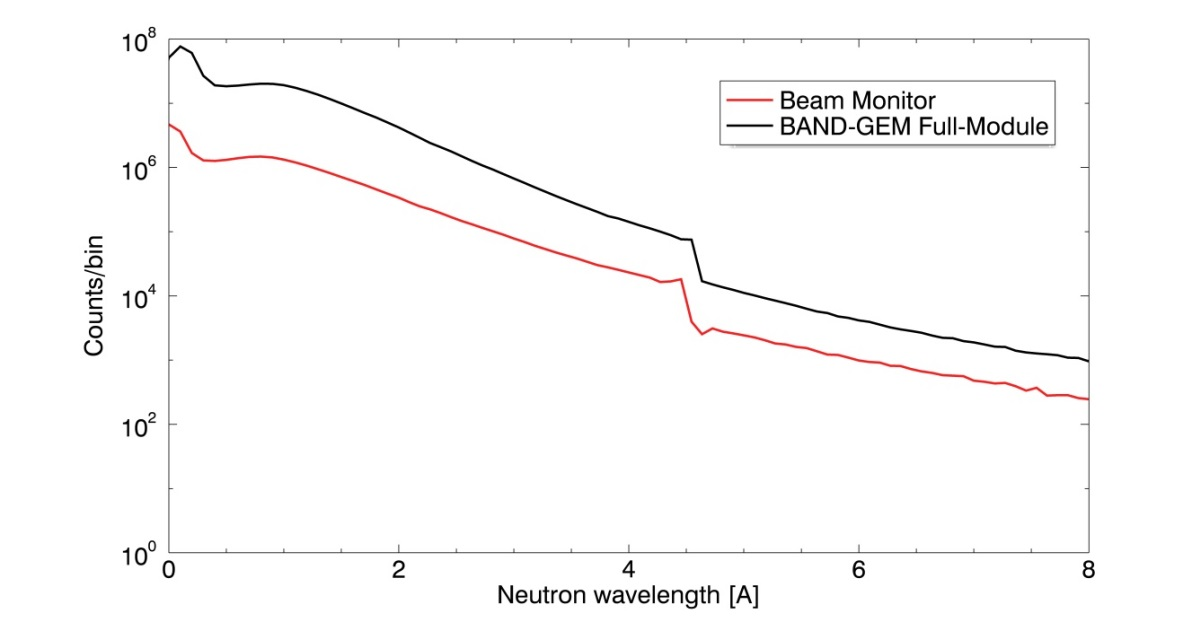 10^8
10^6
10^4
10^2
10^0
Counts/bin
Beam Monitor
BAND-GEM Full-Module
0 2 4 6 8
Neutron wavelength [A]